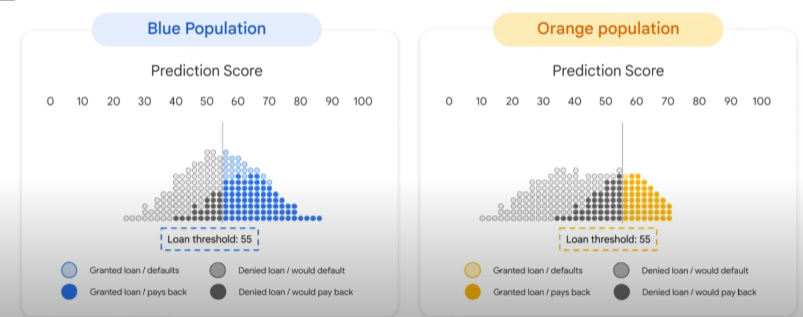 Blue Population
Prediction Score
0 10 20 30 40 50 60 70 80 90 100
Loan threshold: 55
Granted loan / defaults
Denied loan / would default
Granted loan / pays back
Denied loan / would pay back
Orange population
Prediction Score
0 10 20 30 40 50 60 70 80 90 100
Loan threshold: 55
Granted loan / defaults
Denied loan / would default
Granted loan / pays back
Denied loan / would pay back